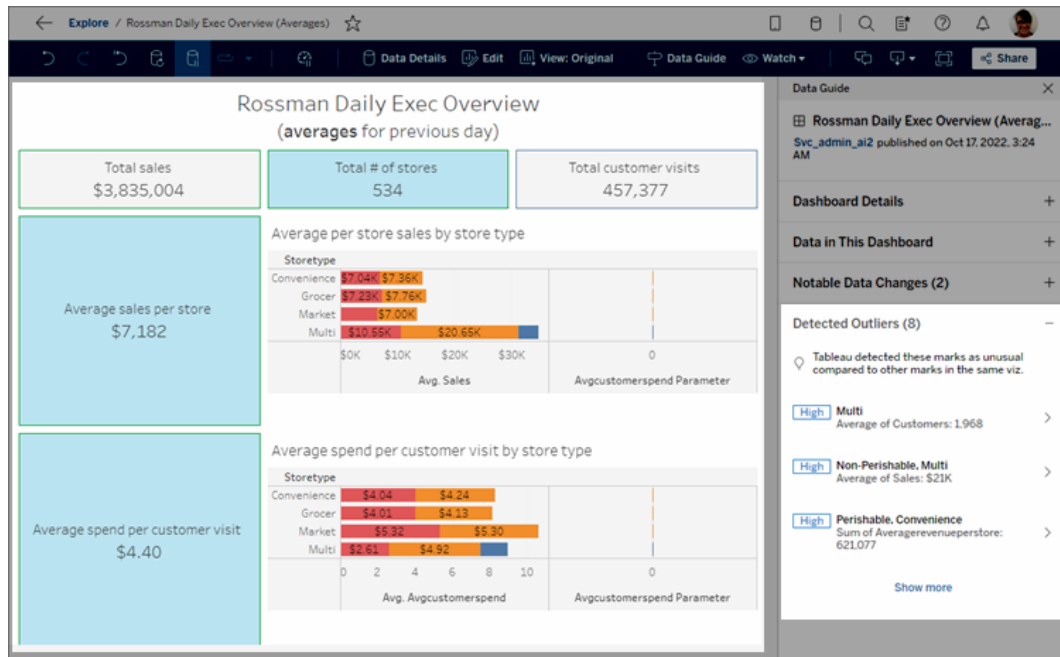 Explore / Rossman Daily Exec Overview (Averages)
Data Details Edit View: Original Data Guide Watch Share
Rossman Daily Exec Overview
(averages for previous day)
Total sales
$3,835,004
Total # of stores
534
Total customer visits
457,377
Average sales per store
$7,182
Average per store sales by store type
Storetype
Convenience $7.04K $7.36K
Grocer $7.23K $7.76K
Market $7.00K
Multi $10.55K $20.65K
$0K $10K $20K $30K 0
Avg. Sales Avgcustomerspend Parameter
Average spend per customer visit
$4.40
Average spend per customer visit by store type
Storetype
Convenience $4.04 $4.24
Grocer $4.01 $4.13
Market $5.32 $5.30
Multi $2.61 $4.92
0 2 4 6 8 10 0
Avg. Avgcustomerspend Avgcustomerspend Parameter
Data Guide
Rossman Daily Exec Overview (Averag...
Svc_admin_ai2 published on Oct 17, 2022, 3:24
AM
Dashboard Details
Data in This Dashboard
Notable Data Changes (2)
Detected Outliers (8)
Tableau detected these marks as unusual
compared to other marks in the same viz.
High Multi
Average of Customers: 1,968
High Non-Perishable, Multi
Average of Sales: $21K
High Perishable, Convenience
Sum of Averagerevenueperstore:
621,077
Show more